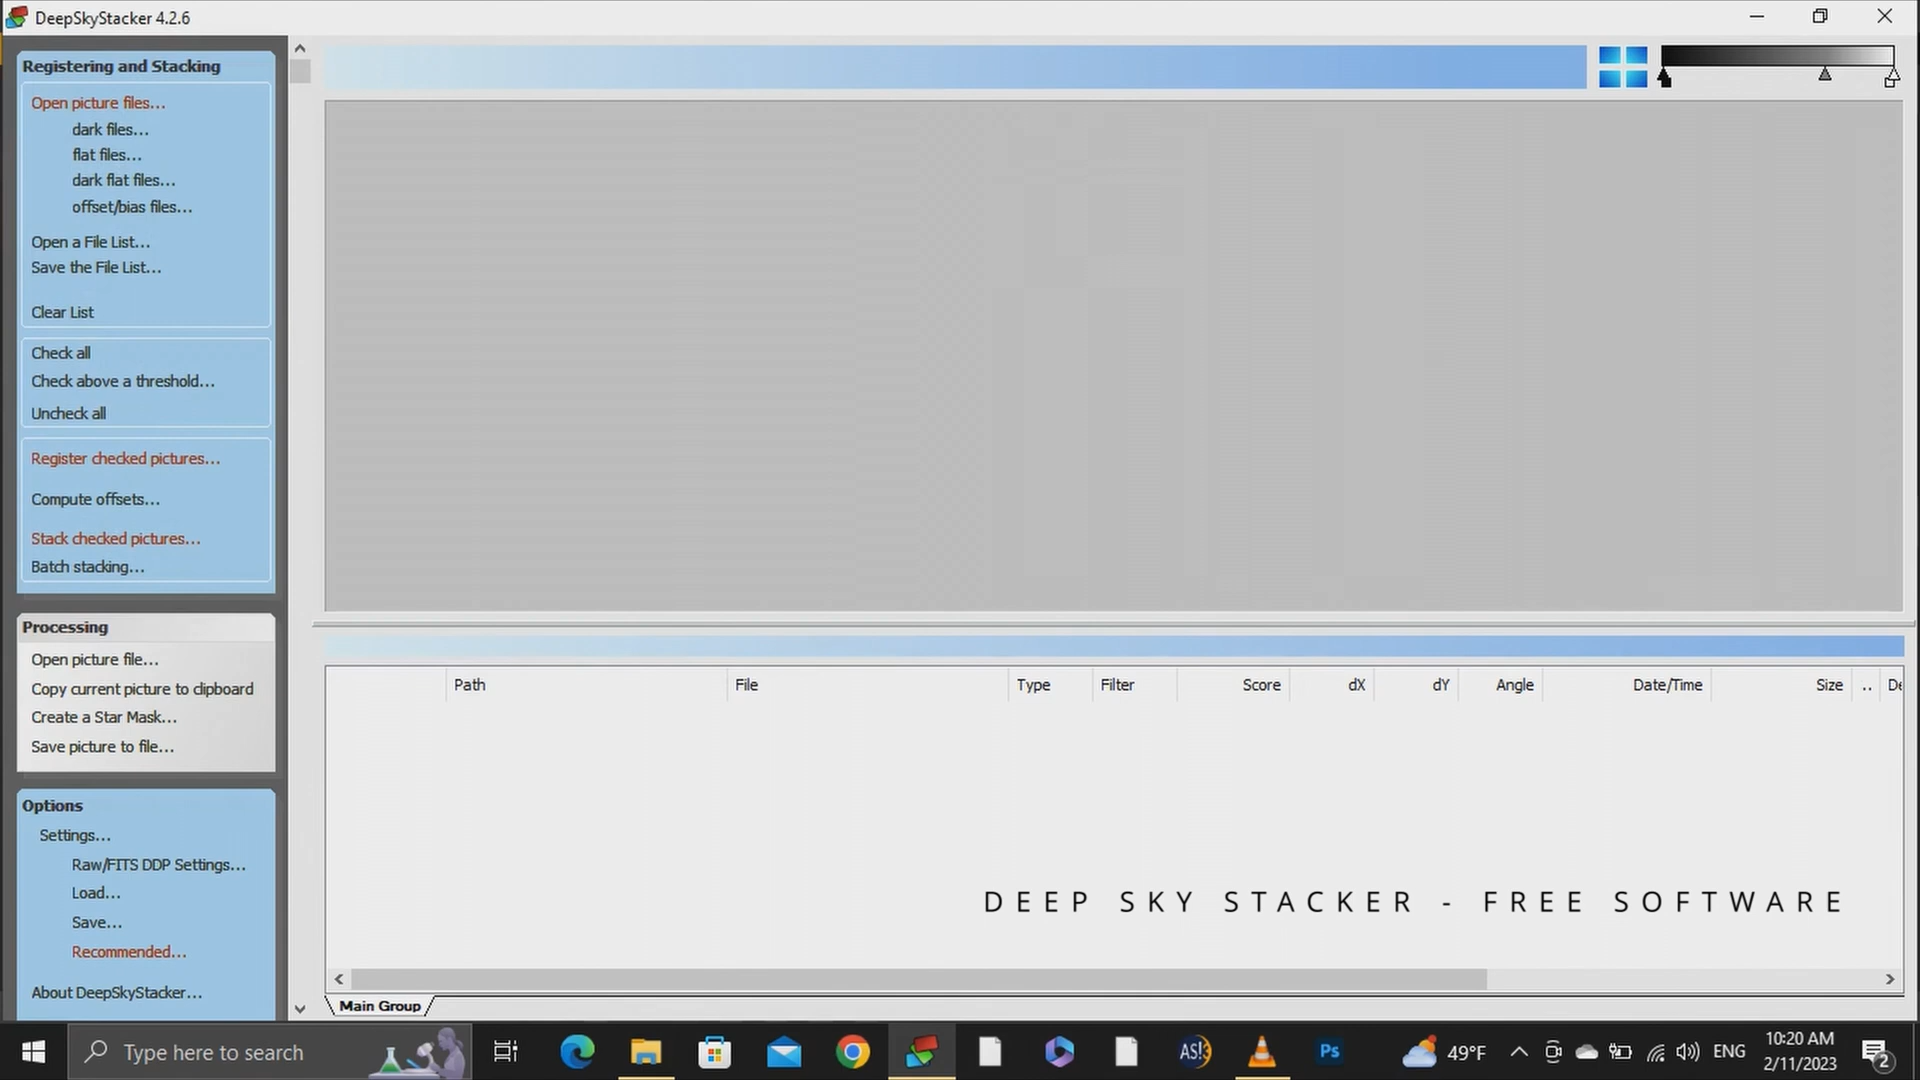 DeepSkyStacker 4.2.6
Registering and Stacking
Open picture files...
dark files...
flat files...
dark flat files...
offset/bias files...
Open a File List...
Save the File List...
Clear List
Check all
Check above a threshold...
Uncheck all
Register checked pictures...
Compute offsets...
Stack checked pictures...
Batch stacking...
Processing
Open picture file...
Copy current picture to clipboard
Create a Star Mask...
Save picture to file...
Options
Settings...
Raw/FITS DDP Settings...
Load...
Save...
Recommended...
About DeepSkyStacker...
Path File Type Filter Score dX dY Angle Date/Time Size ..
DEEP SKY STACKER - FREE SOFTWARE
Main Group
Type here to search
AS!3
Ps
49°F
ENG
10:20 AM
2/11/2023
2